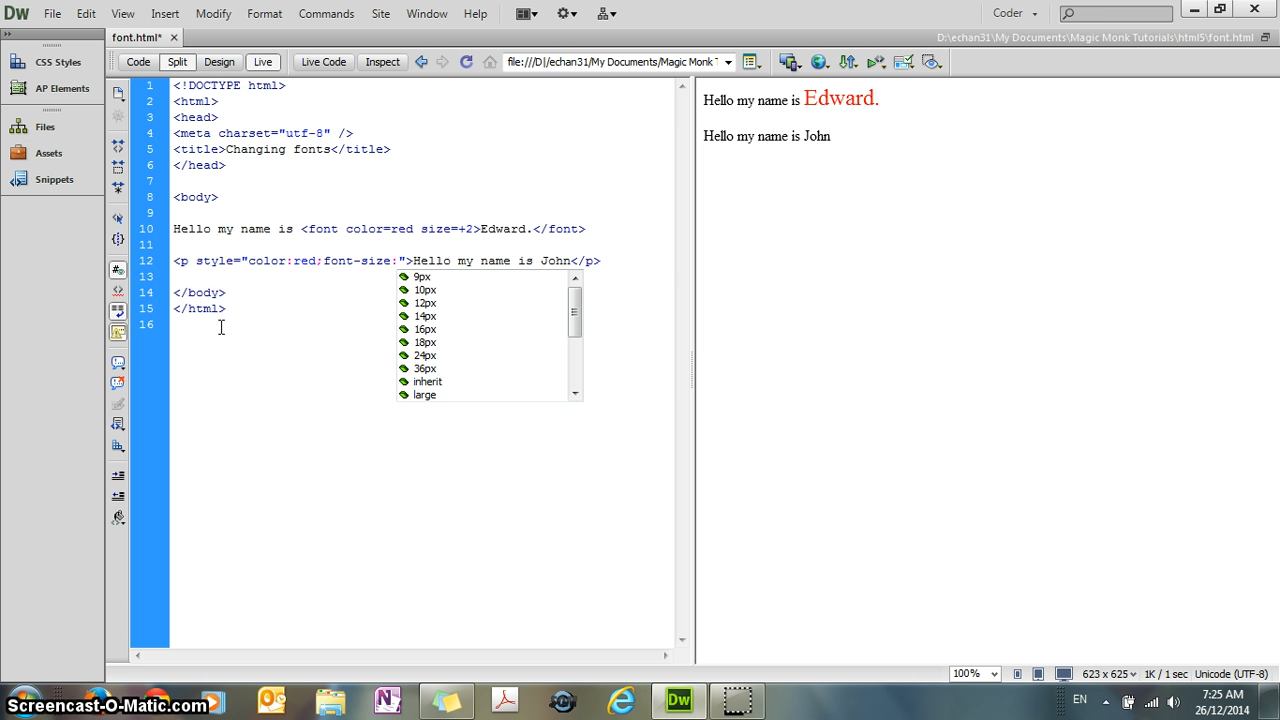 Dw File Edit View Insert Modify Format Commands Site Window Help Coder
font.html* D:\echan31\My Documents\Magic Monk Tutorials\html5\font.html
Code Split Design Live Live Code Inspect file:///D|/echan31/My Documents/Magic Monk T
CSS Styles
AP Elements
Files
Assets
Snippets
1 <!DOCTYPE html>
2 <html>
3 <head>
4 <meta charset="utf-8" />
5 <title>Changing fonts</title>
6 </head>
7
8 <body>
9
10 Hello my name is <font color=red size=+2>Edward.</font>
11
12 <p style="color:red;font-size:">Hello my name is John</p>
13
14 </body>
15 </html>
16
9px
10px
12px
14px
16px
18px
24px
36px
inherit
large
Hello my name is Edward.
Hello my name is John
100% 623 x 625 1K / 1 sec Unicode (UTF-8)
EN 7:25 AM
26/12/2014
Screencast-O-Matic.com